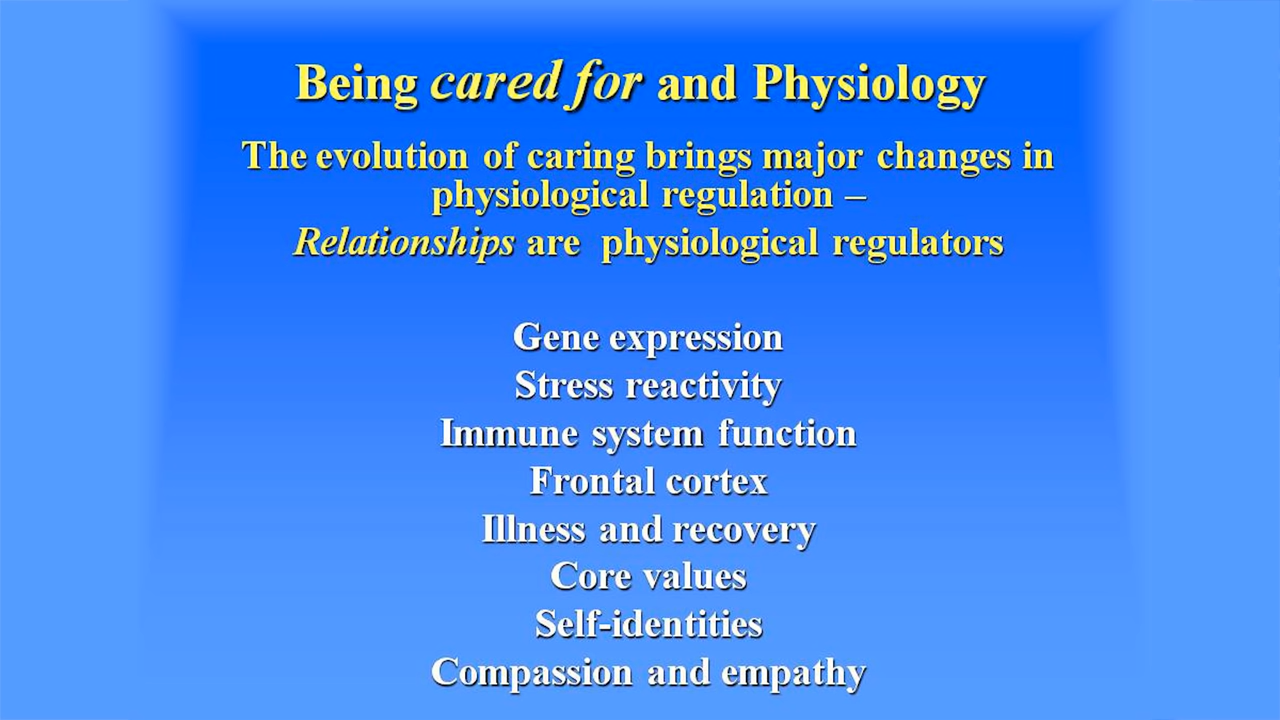 Being cared for and Physiology
The evolution of caring brings major changes in
physiological regulation –
Relationships are physiological regulators
Gene expression
Stress reactivity
Immune system function
Frontal cortex
Illness and recovery
Core values
Self-identities
Compassion and empathy